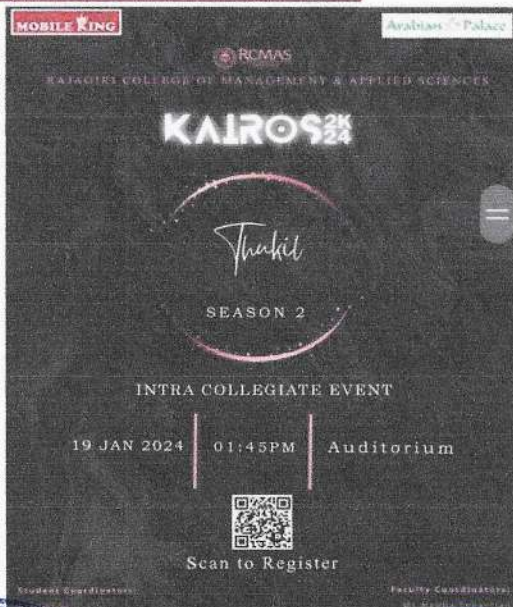 MOBILE KING
Arabian Palace
RCMAS
RAJAGIRI COLLEGE OF MANAGEMENT & APPLIED SCIENCES
KAIROS 2K24
Thukil
SEASON 2
INTRA COLLEGIATE EVENT
19 JAN 2024 01:45PM Auditorium
Scan to Register
Student Coordinators: Faculty Coordinators: